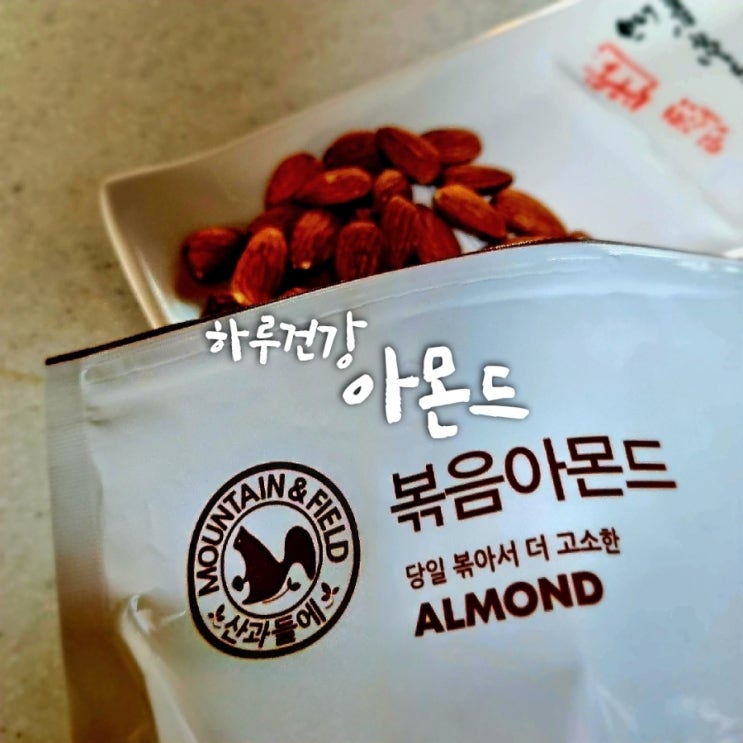 하루건강
아몬드
볶음아몬드
당일 볶아서 더 고소한
ALMOND
MOUNTAIN & FIELD
산과들에